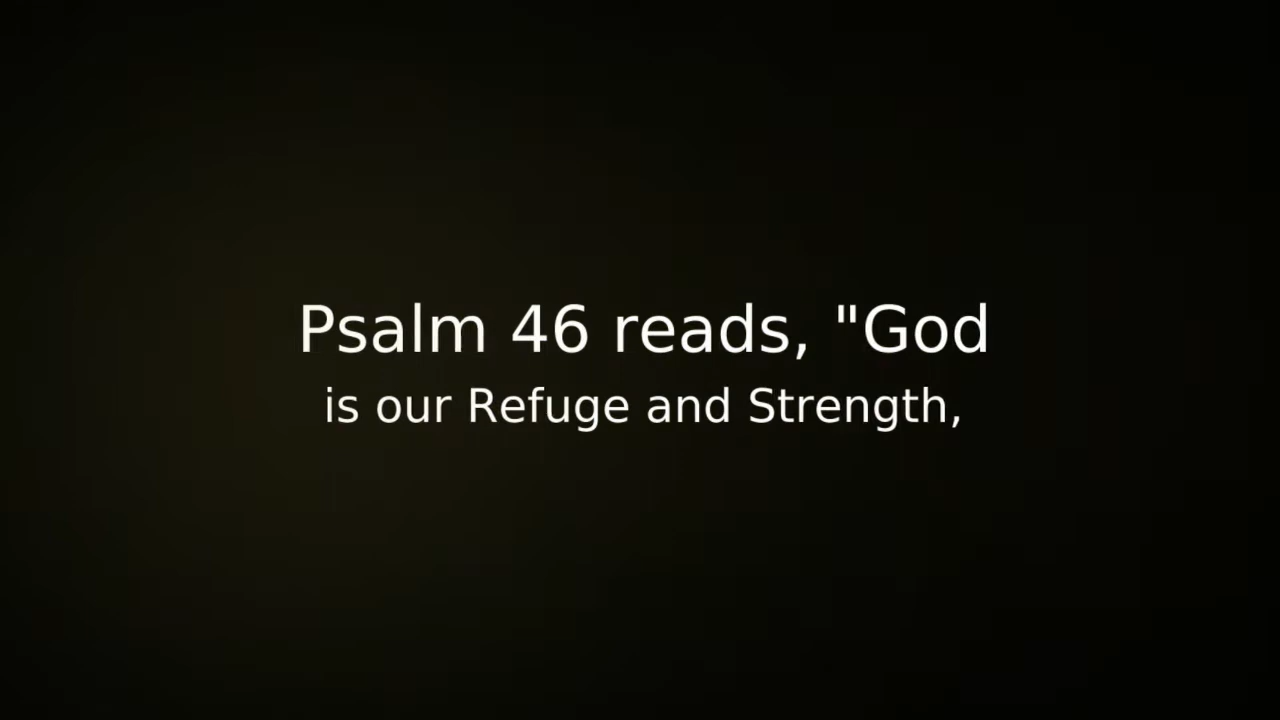 Psalm 46 reads, "God
is our Refuge and Strength,